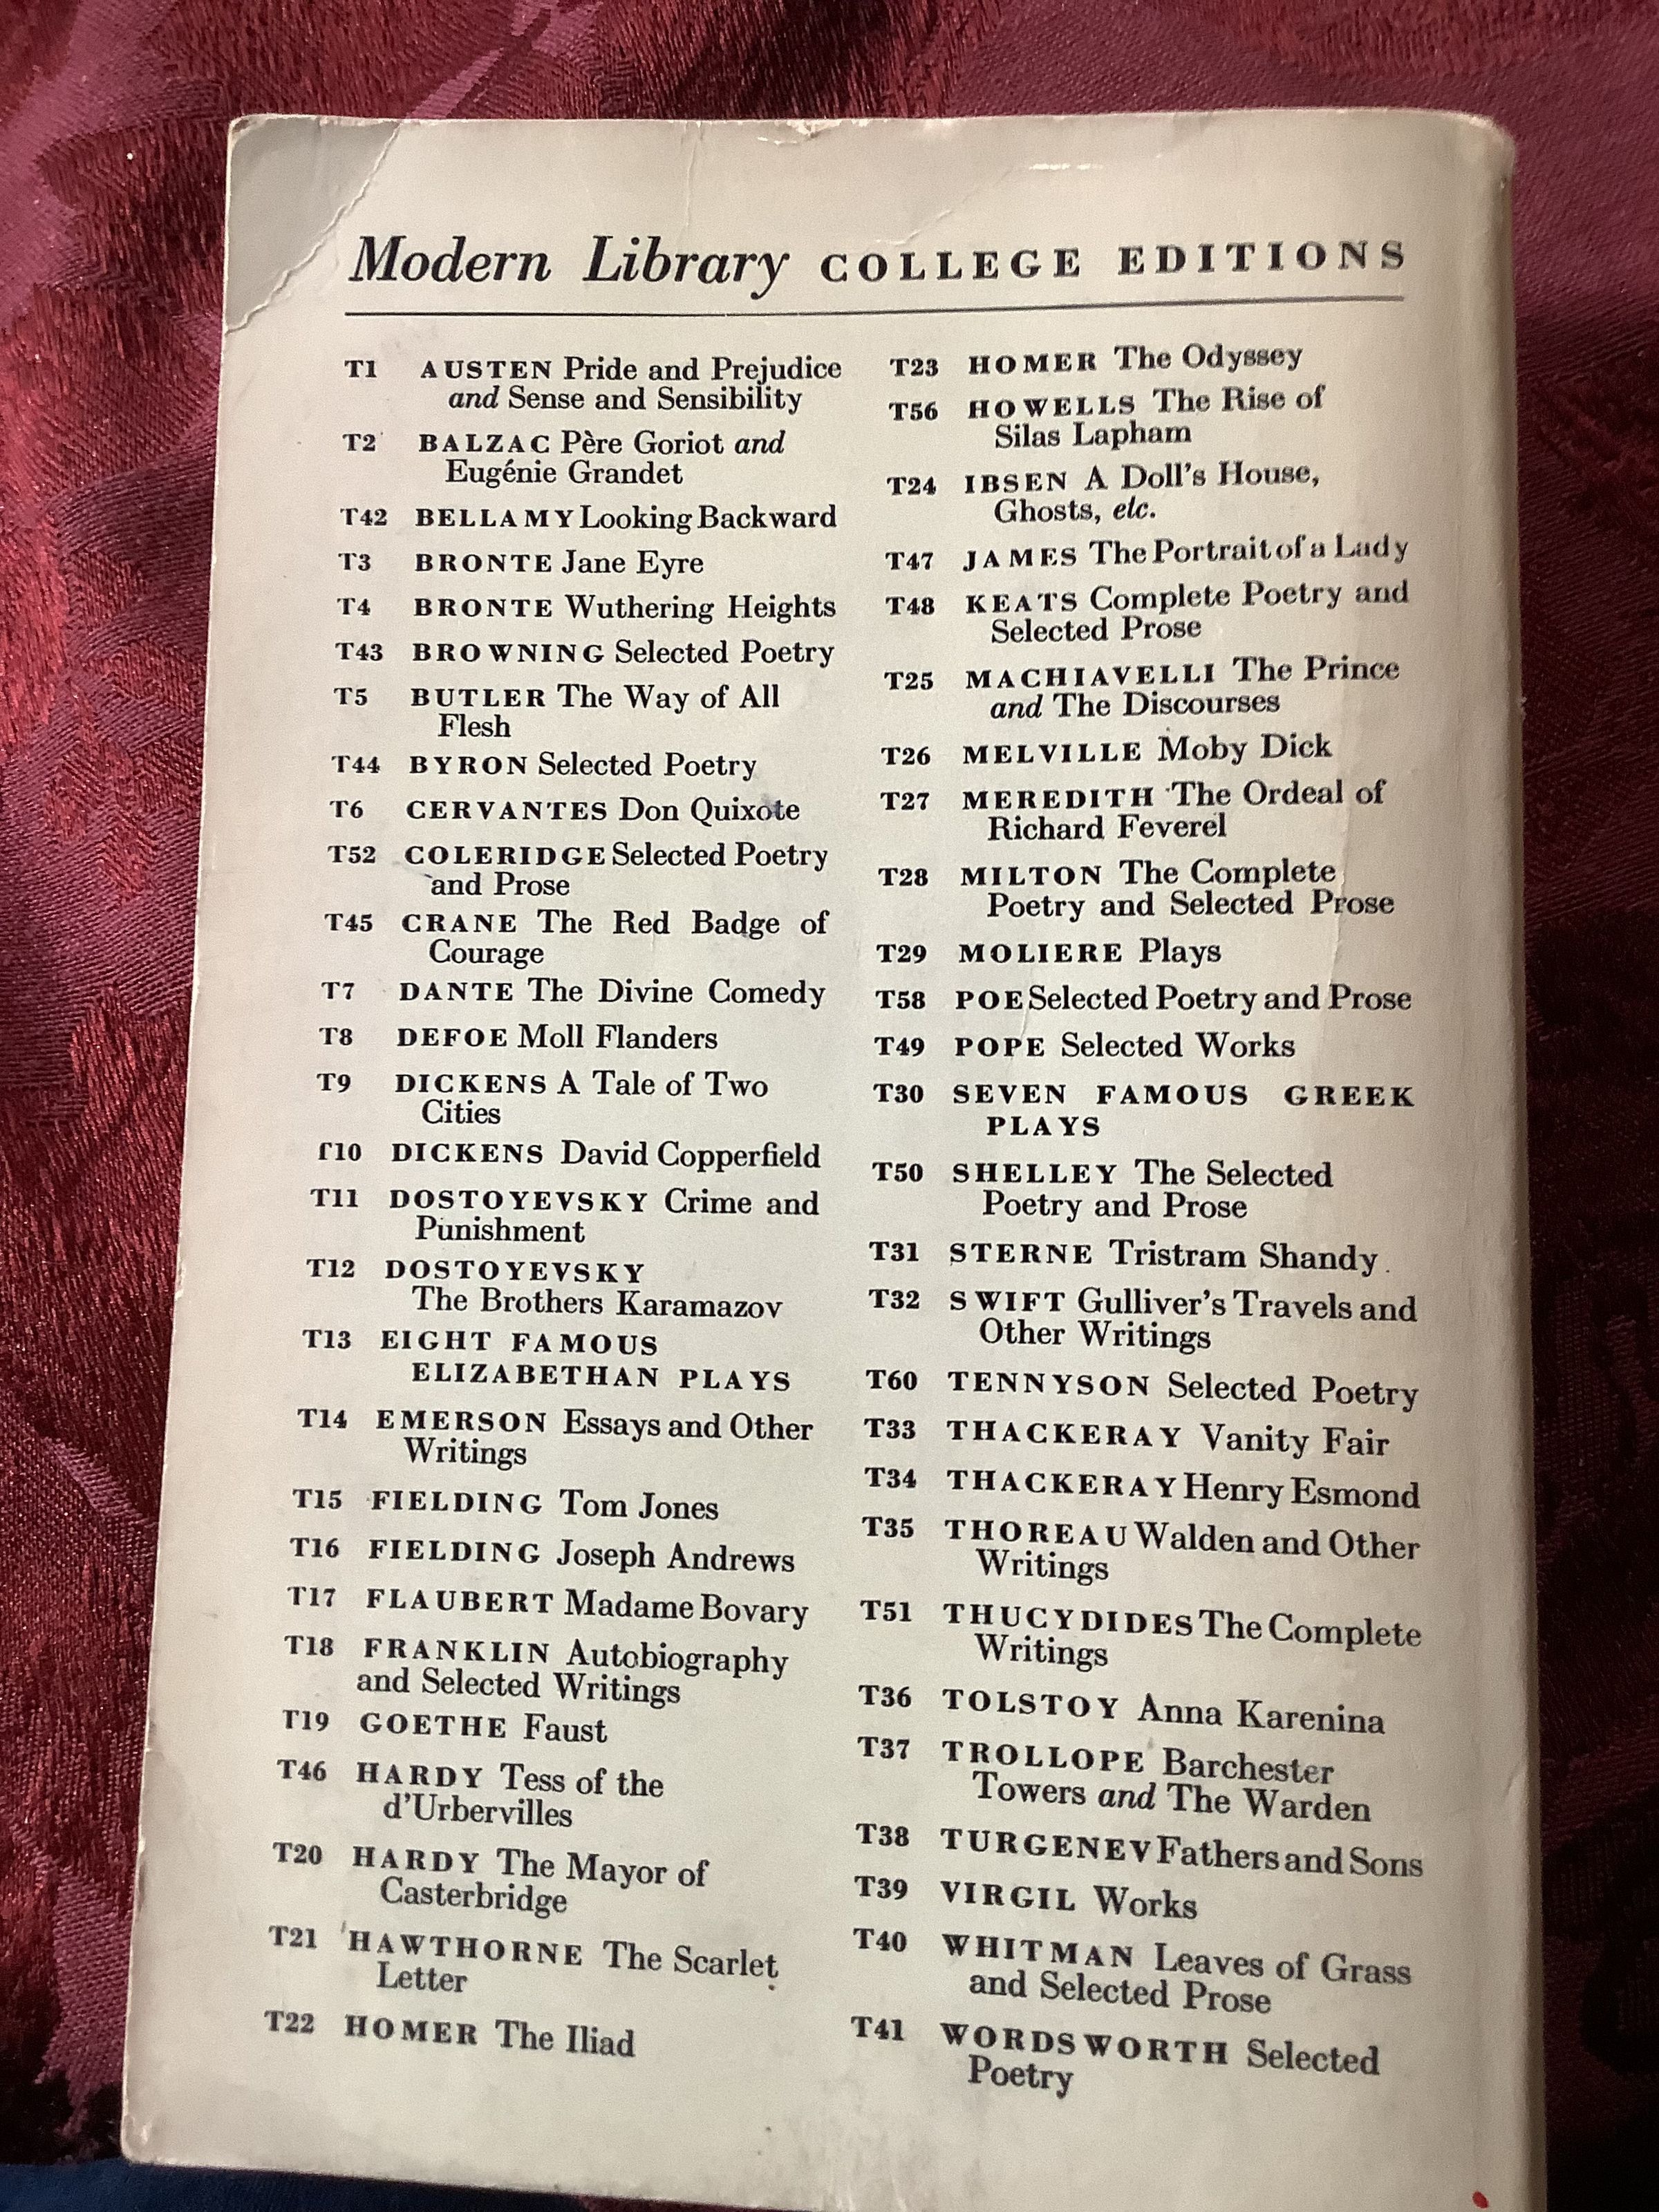 Modern Library COLLEGE EDITIONS
T1 AUSTEN Pride and Prejudice
and Sense and Sensibility
T2 BALZAC Père Goriot and
Eugénie Grandet
T42 BELLAMY Looking Backward
T3 BRONTE Jane Eyre
T4 BRONTE Wuthering Heights
T43 BROWNING Selected Poetry
T5 BUTLER The Way of All
Flesh
T44 BYRON Selected Poetry
T6 CERVANTES Don Quixote
T52 COLERIDGE Selected Poetry
and Prose
T45 CRANE The Red Badge of
Courage
T7 DANTE The Divine Comedy
T8 DEFOE Moll Flanders
T9 DICKENS A Tale of Two
Cities
T10 DICKENS David Copperfield
T11 DOSTOYEVSKY Crime and
Punishment
T12 DOSTOYEVSKY
The Brothers Karamazov
T13 EIGHT FAMOUS
ELIZABETHAN PLAYS
T14 EMERSON Essays and Other
Writings
T15 FIELDING Tom Jones
T16 FIELDING Joseph Andrews
T17 FLAUBERT Madame Bovary
T18 FRANKLIN Autobiography
and Selected Writings
T19 GOETHE Faust
T46 HARDY Tess of the
d'Urbervilles
T20 HARDY The Mayor of
Casterbridge
T21 HAWTHORNE The Scarlet
Letter
T22 HOMER The Iliad
T23 HOMER The Odyssey
T56 HOWELLS The Rise of
Silas Lapham
T24 IBSEN A Doll's House,
Ghosts, etc.
T47 JAMES The Portrait of a Lady
T48 KEATS Complete Poetry and
Selected Prose
T25 MACHIAVELLI The Prince
and The Discourses
T26 MELVILLE Moby Dick
T27 MEREDITH The Ordeal of
Richard Feverel
T28 MILTON The Complete
Poetry and Selected Prose
T29 MOLIERE Plays
T58 POE Selected Poetry and Prose
T49 POPE Selected Works
T30 SEVEN FAMOUS GREEK
PLAYS
T50 SHELLEY The Selected
Poetry and Prose
T31 STERNE Tristram Shandy
T32 SWIFT Gulliver's Travels and
Other Writings
T60 TENNYSON Selected Poetry
T33 THACKERAY Vanity Fair
T34 THACKERAY Henry Esmond
T35 THOREAU Walden and Other
Writings
T51 THUCYDIDES The Complete
Writings
T36 TOLSTOY Anna Karenina
T37 TROLLOPE Barchester
Towers and The Warden
T38 TURGENEV Fathers and Sons
T39 VIRGIL Works
T40 WHITMAN Leaves of Grass
and Selected Prose
T41 WORDSWORTH Selected
Poetry